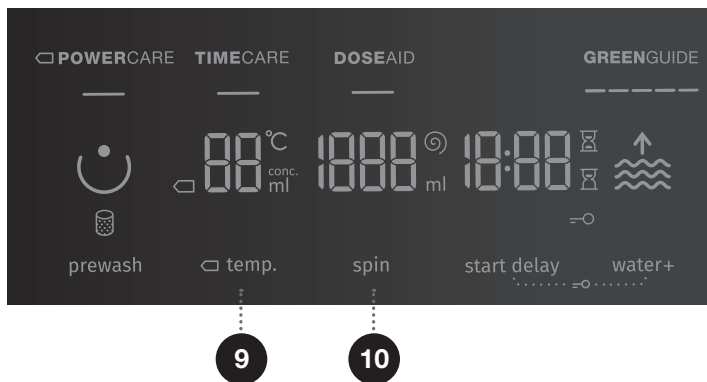 POWERCARE TIMECARE DOSEAID GREENGUIDE
88 °C 1888 18:88
conc.
ml ml
prewash temp. spin start delay water+
9 10